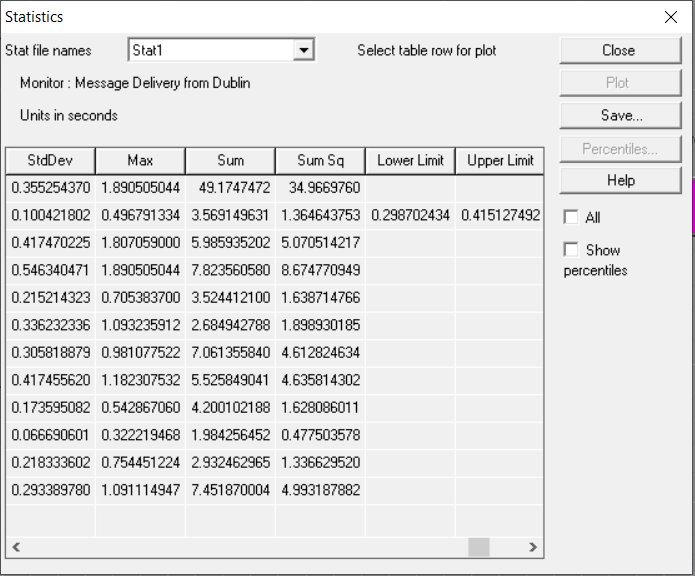 Statistics
Stat file names Stat1 Select table row for plot Close
Monitor : Message Delivery from Dublin Plot
Units in seconds Save...
StdDev Max Sum Sum Sq Lower Limit Upper Limit Percentiles...
0.355254370 1.890505044 49.1747472 34.9669760 Help
0.100421802 0.496791334 3.569149631 1.364643753 0.298702434 0.415127492 All
0.417470225 1.807059000 5.985935202 5.070514217 Show
0.546340471 1.890505044 7.823560580 8.674770949 percentiles
0.215214323 0.705383700 3.524412100 1.638714766
0.336232336 1.093235912 2.684942788 1.898930185
0.305818879 0.981077522 7.061355840 4.612824634
0.417455620 1.182307532 5.525849041 4.635814302
0.173595082 0.542867060 4.200102188 1.628086011
0.066690601 0.322219468 1.984256452 0.477503578
0.218333602 0.754451224 2.932462965 1.336629520
0.293389780 1.091114947 7.451870004 4.993187882